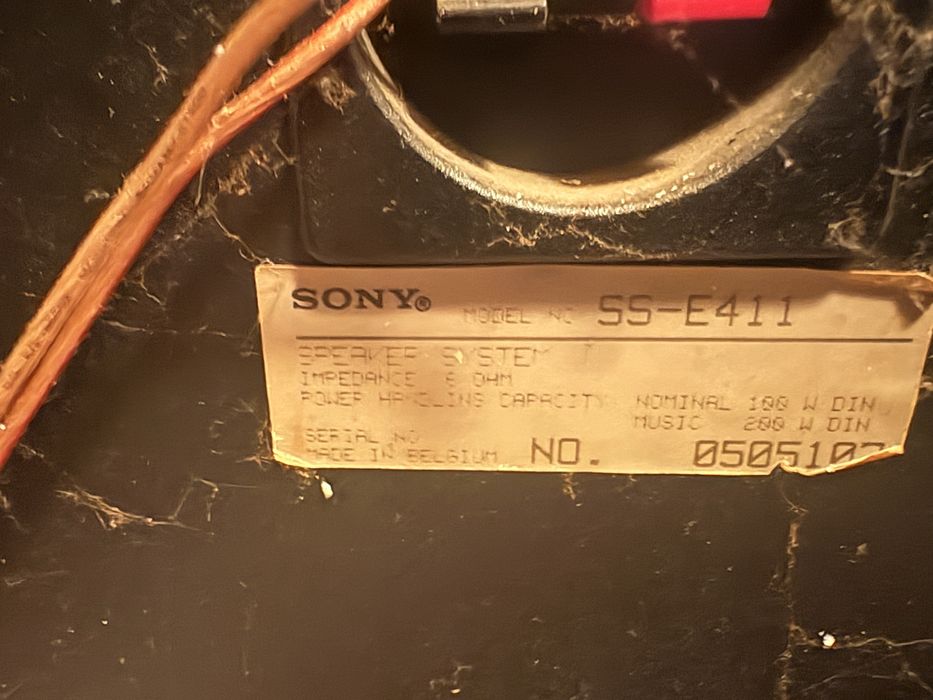 SONY® MODEL NO SS-E411
SPEAKER SYSTEM
IMPEDANCE OHM
POWER HANDLING CAPACITY NOMINAL 100 W DIN
MUSIC 200 W DIN
SERIAL NO
MADE IN BELGIUM NO. 0505107